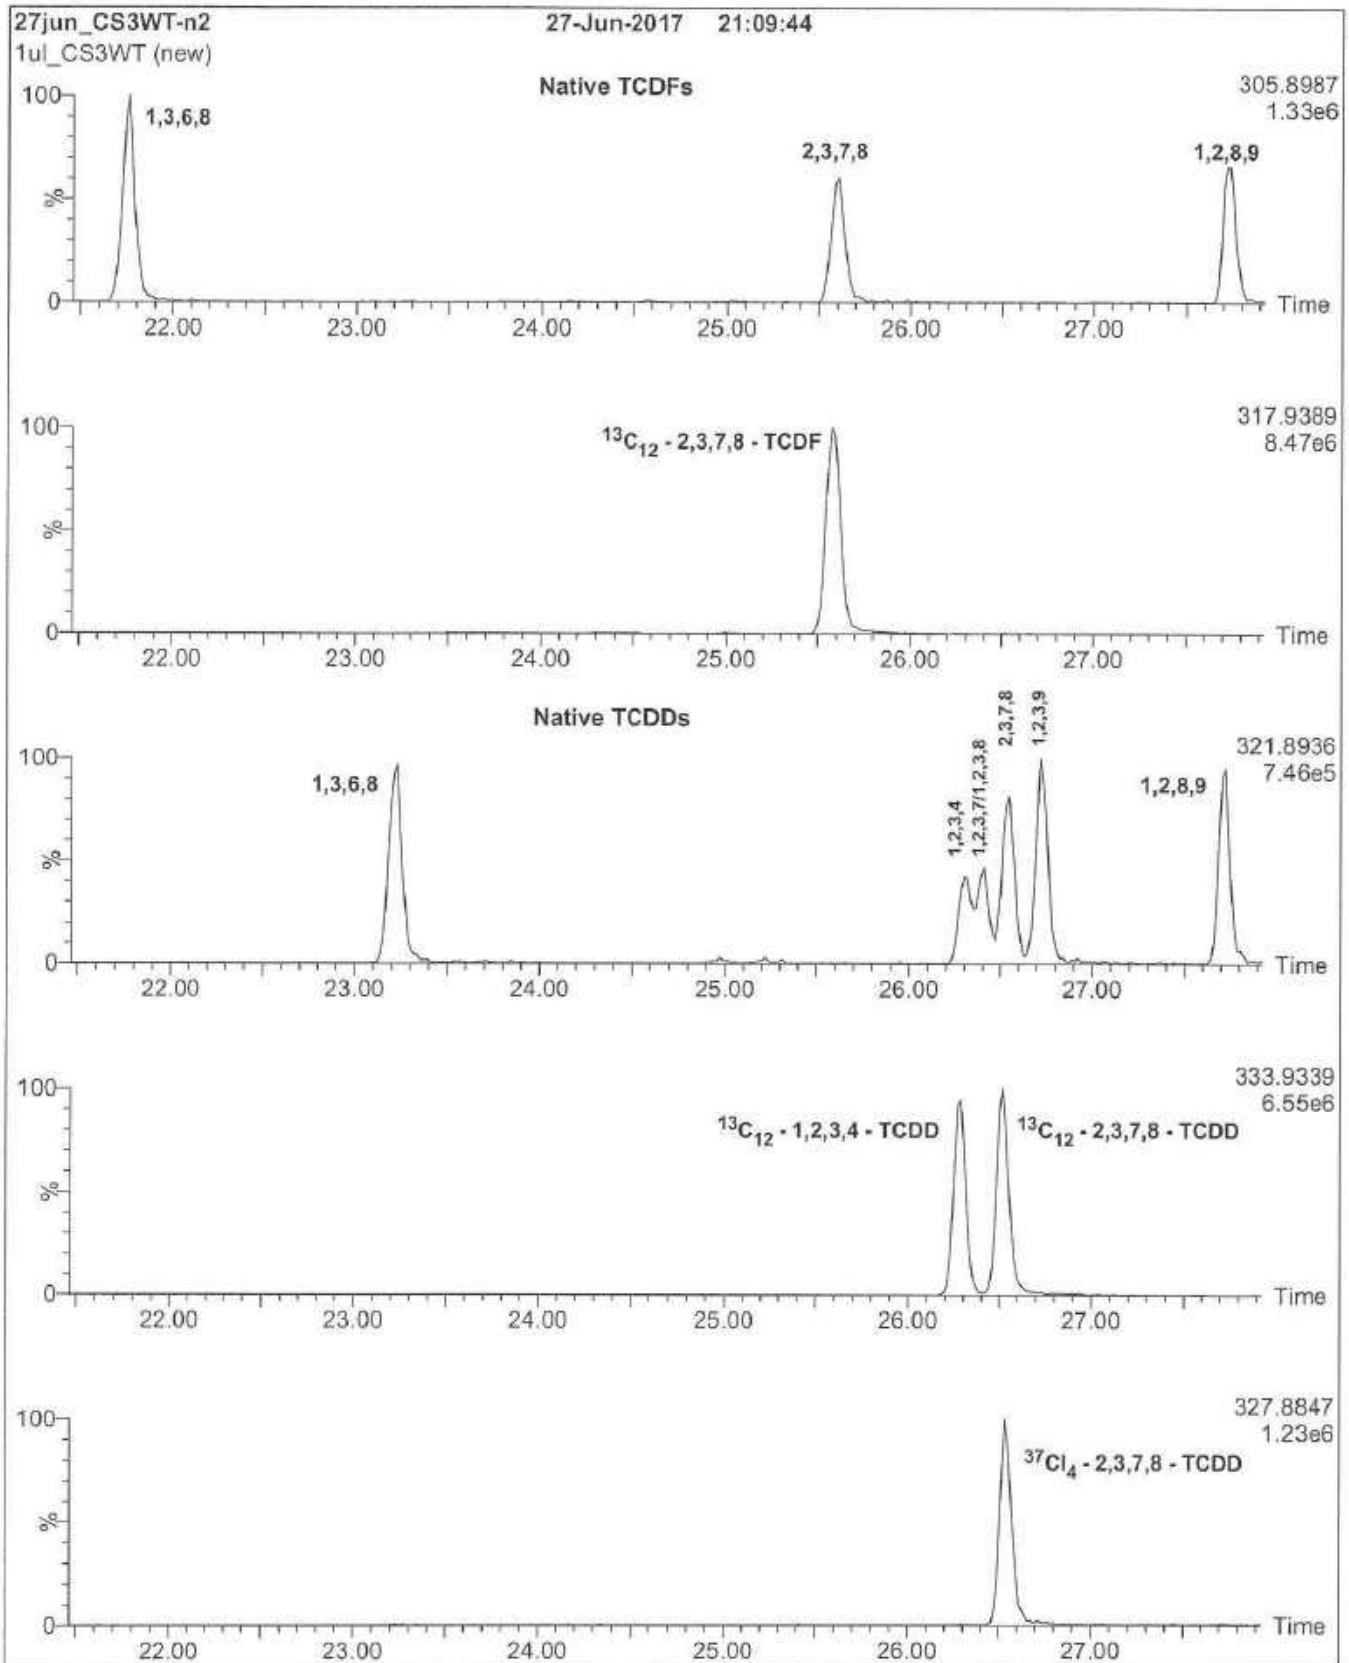 27jun_CS3WT-n2 27-Jun-2017 21:09:44
1ul_CS3WT (new)
Native TCDFs
305.8987
1.33e6
100
1,3,6,8
2,3,7,8
1,2,8,9
%
0
22.00 23.00 24.00 25.00 26.00 27.00 Time
317.9389
8.47e6
100
¹³C₁₂ - 2,3,7,8 - TCDF
%
0
22.00 23.00 24.00 25.00 26.00 27.00 Time
Native TCDDs
321.8936
7.46e5
100
1,3,6,8
1,2,3,4
1,2,3,7/1,2,3,8
2,3,7,8
1,2,3,9
1,2,8,9
%
0
22.00 23.00 24.00 25.00 26.00 27.00 Time
333.9339
6.55e6
100
¹³C₁₂ - 1,2,3,4 - TCDD
¹³C₁₂ - 2,3,7,8 - TCDD
%
0
22.00 23.00 24.00 25.00 26.00 27.00 Time
327.8847
1.23e6
100
³⁷Cl₄ - 2,3,7,8 - TCDD
%
0
22.00 23.00 24.00 25.00 26.00 27.00 Time